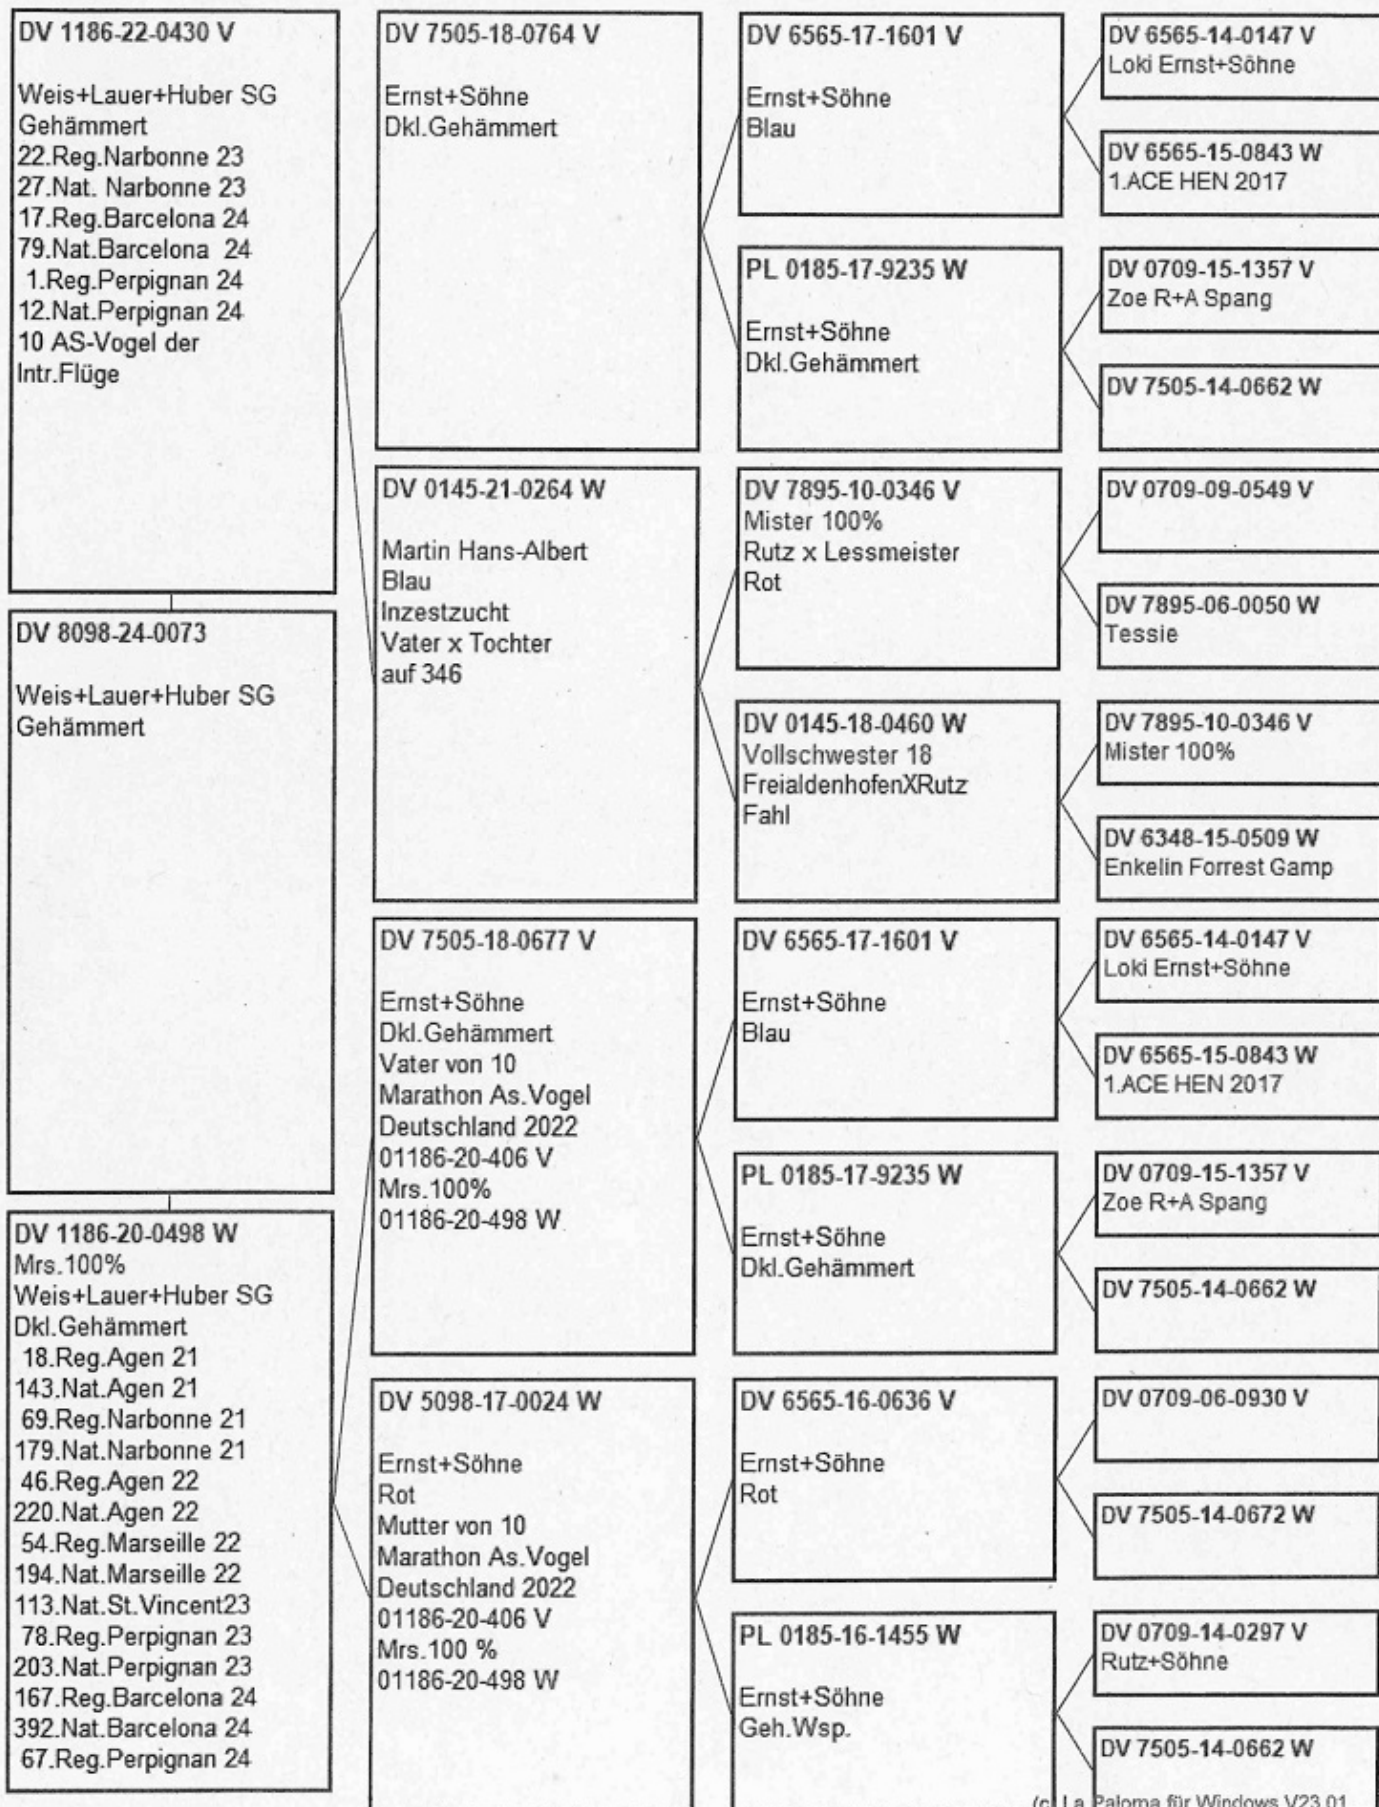 DV 1186-22-0430 V
Weis+Lauer+Huber SG
Gehämmert
22.Reg.Narbonne 23
27.Nat. Narbonne 23
17.Reg.Barcelona 24
79.Nat.Barcelona 24
1.Reg.Perpignan 24
12.Nat.Perpignan 24
10 AS-Vogel der
Intr.Flüge
DV 8098-24-0073
Weis+Lauer+Huber SG
Gehämmert
DV 1186-20-0498 W
Mrs.100%
Weis+Lauer+Huber SG
Dkl.Gehämmert
18.Reg.Agen 21
143.Nat.Agen 21
69.Reg.Narbonne 21
179.Nat.Narbonne 21
46.Reg.Agen 22
220.Nat.Agen 22
54.Reg.Marseille 22
194.Nat.Marseille 22
113.Nat.St.Vincent23
78.Reg.Perpignan 23
203.Nat.Perpignan 23
167.Reg.Barcelona 24
392.Nat.Barcelona 24
67.Reg.Perpignan 24
DV 7505-18-0764 V
Ernst+Söhne
Dkl.Gehämmert
DV 0145-21-0264 W
Martin Hans-Albert
Blau
Inzestzucht
Vater x Tochter
auf 346
DV 7505-18-0677 V
Ernst+Söhne
Dkl.Gehämmert
Vater von 10
Marathon As.Vogel
Deutschland 2022
01186-20-406 V
Mrs.100%
01186-20-498 W
DV 5098-17-0024 W
Ernst+Söhne
Rot
Mutter von 10
Marathon As.Vogel
Deutschland 2022
01186-20-406 V
Mrs.100 %
01186-20-498 W
DV 6565-17-1601 V
Ernst+Söhne
Blau
PL 0185-17-9235 W
Ernst+Söhne
Dkl.Gehämmert
DV 7895-10-0346 V
Mister 100%
Rutz x Lessmeister
Rot
DV 0145-18-0460 W
Vollschwester 18
FreialdenhofenXRutz
Fahl
DV 6565-17-1601 V
Ernst+Söhne
Blau
PL 0185-17-9235 W
Ernst+Söhne
Dkl.Gehämmert
DV 6565-16-0636 V
Ernst+Söhne
Rot
PL 0185-16-1455 W
Ernst+Söhne
Geh.Wsp.
DV 6565-14-0147 V
Loki Ernst+Söhne
DV 6565-15-0843 W
1.ACE HEN 2017
DV 0709-15-1357 V
Zoe R+A Spang
DV 7505-14-0662 W
DV 0709-09-0549 V
DV 7895-06-0050 W
Tessie
DV 7895-10-0346 V
Mister 100%
DV 6348-15-0509 W
Enkelin Forrest Gamp
DV 6565-14-0147 V
Loki Ernst+Söhne
DV 6565-15-0843 W
1.ACE HEN 2017
DV 0709-15-1357 V
Zoe R+A Spang
DV 7505-14-0662 W
DV 0709-06-0930 V
DV 7505-14-0672 W
DV 0709-14-0297 V
Rutz+Söhne
DV 7505-14-0662 W
(c) La Paloma für Windows V23.01